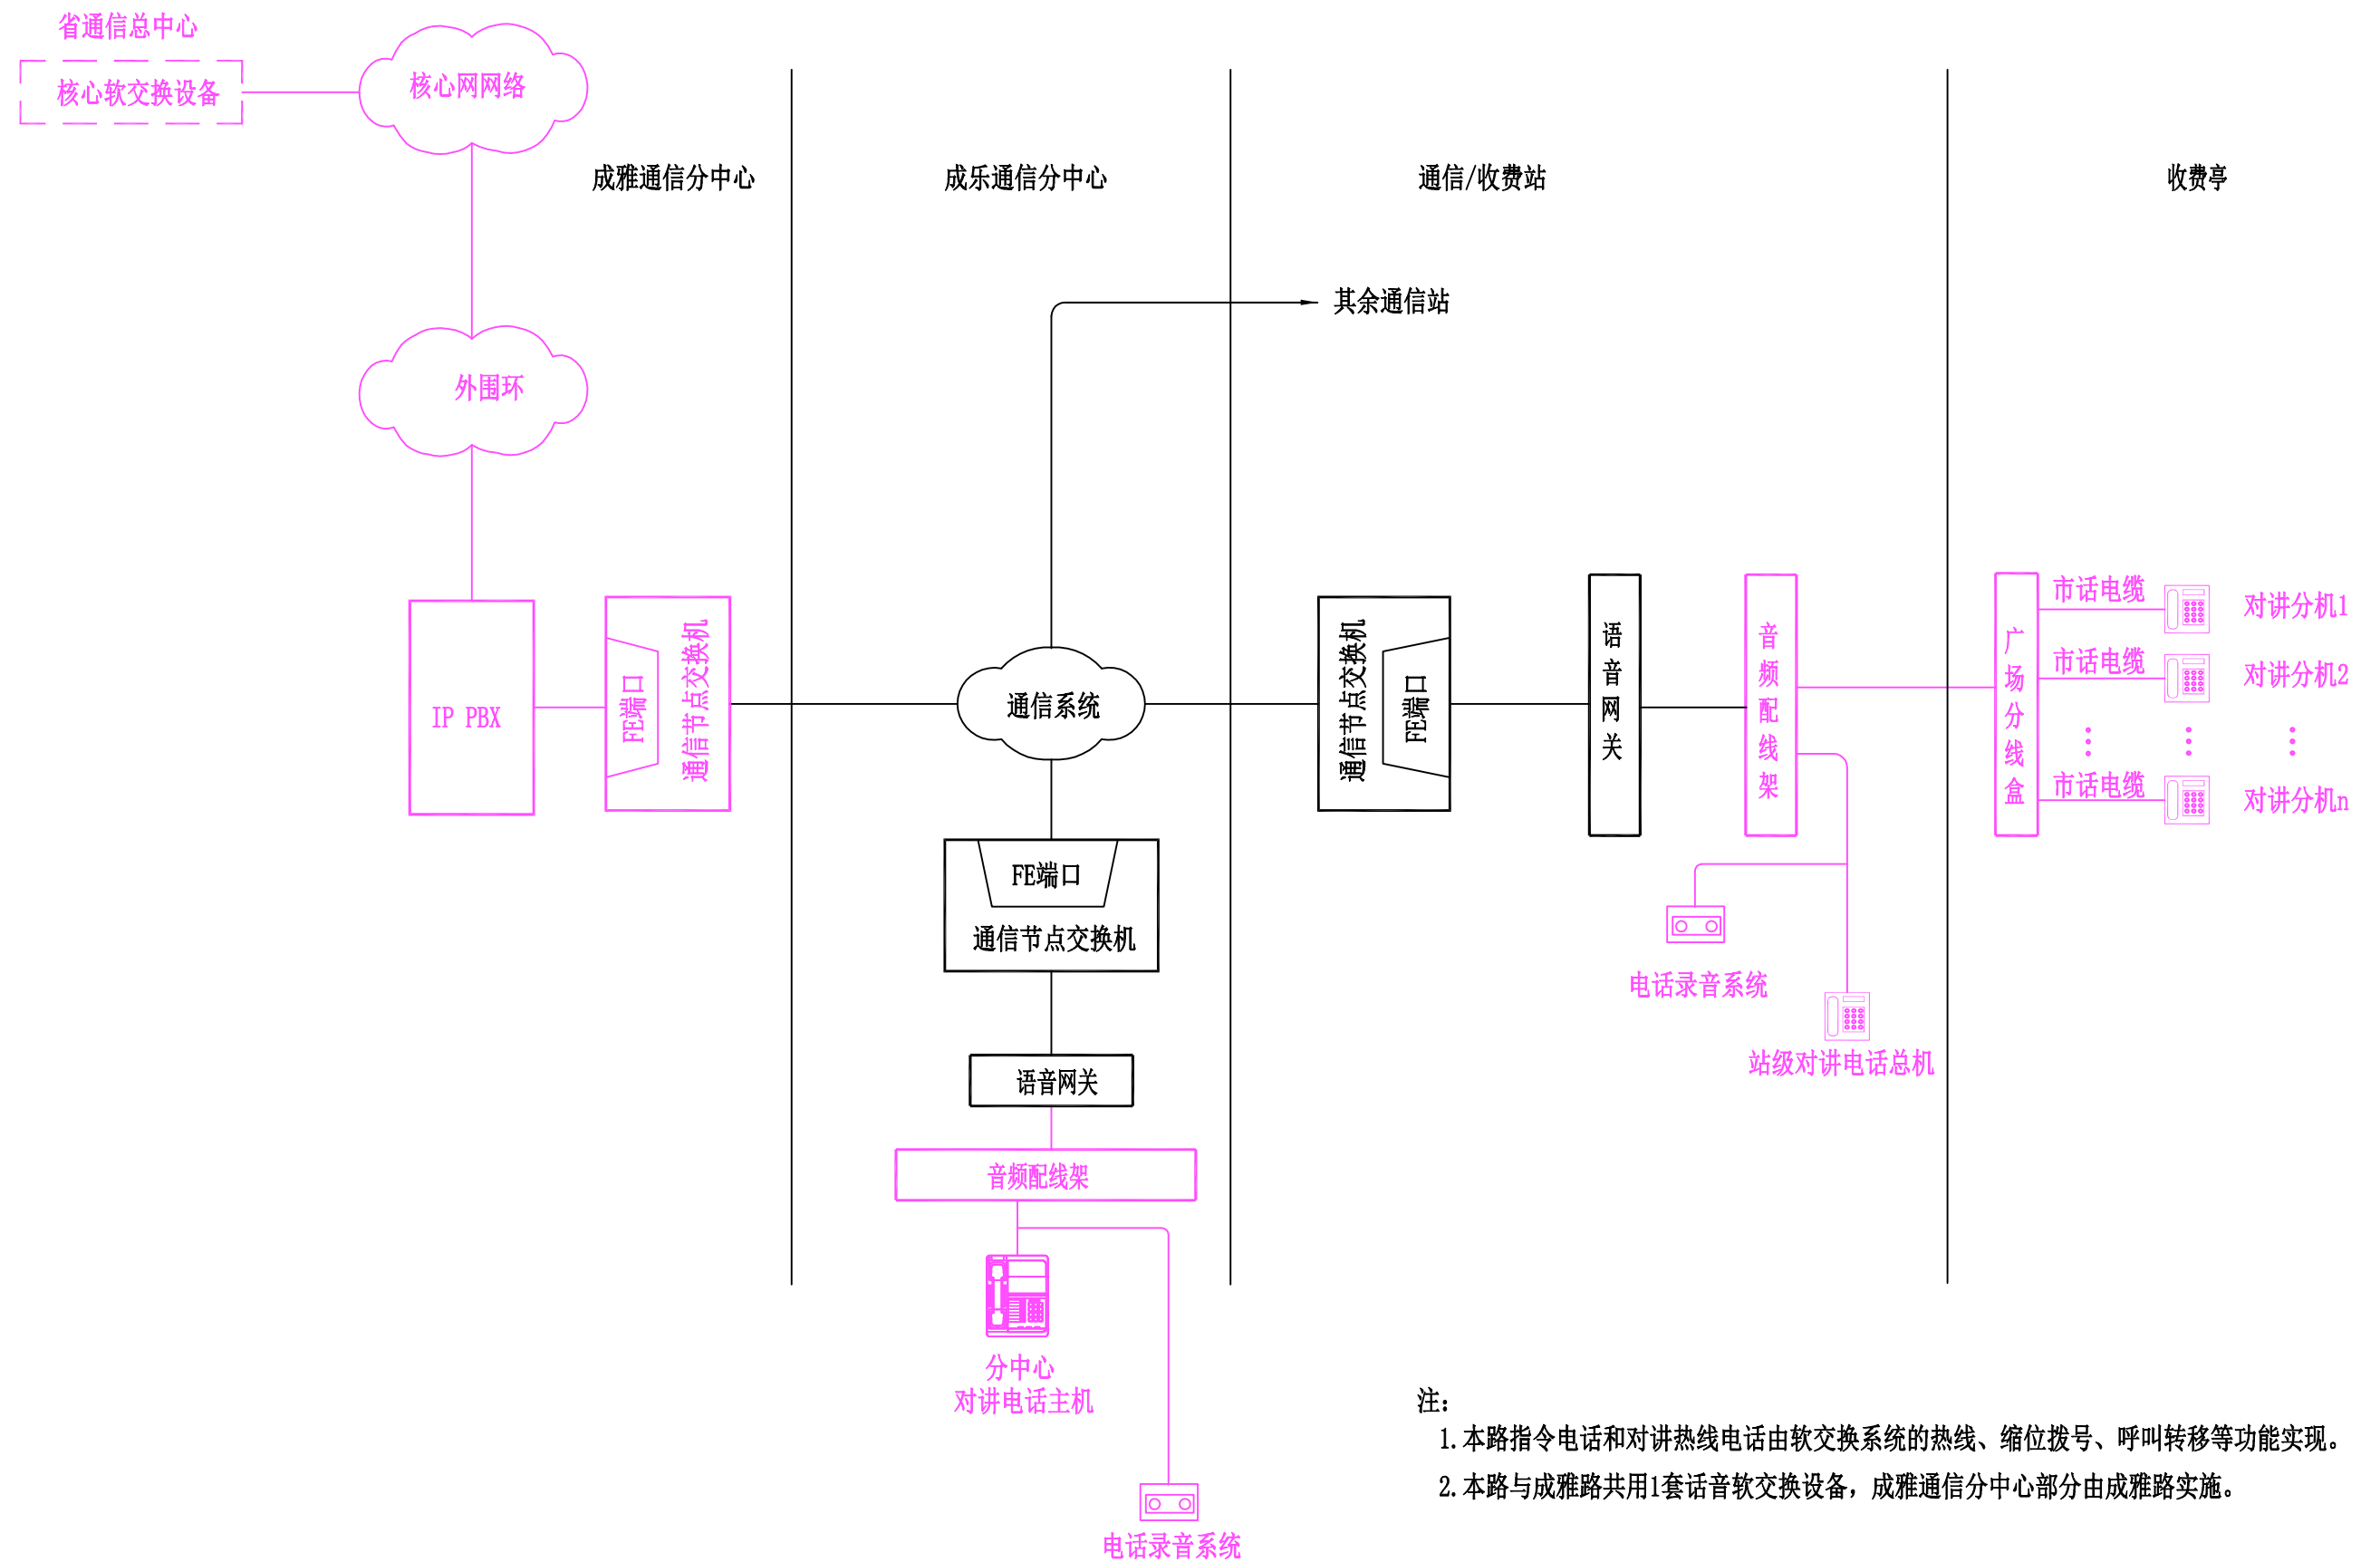 省通信总中心
核心软交换设备
核心网网络
成雅通信分中心
成乐通信分中心
通信/收费站
收费亭
其余通信站
外围环
IP PBX
FE端口
通信节点交换机
通信系统
通信节点交换机
FE端口
语音网关
音频配线架
广场分线盒
市话电缆
对讲分机1
市话电缆
对讲分机2
市话电缆
对讲分机n
FE端口
通信节点交换机
电话录音系统
站级对讲电话总机
语音网关
音频配线架
分中心
对讲电话主机
电话录音系统
注：
1.本路指令电话和对讲热线电话由软交换系统的热线、缩位拨号、呼叫转移等功能实现。
2.本路与成雅路共用1套话音软交换设备，成雅通信分中心部分由成雅路实施。